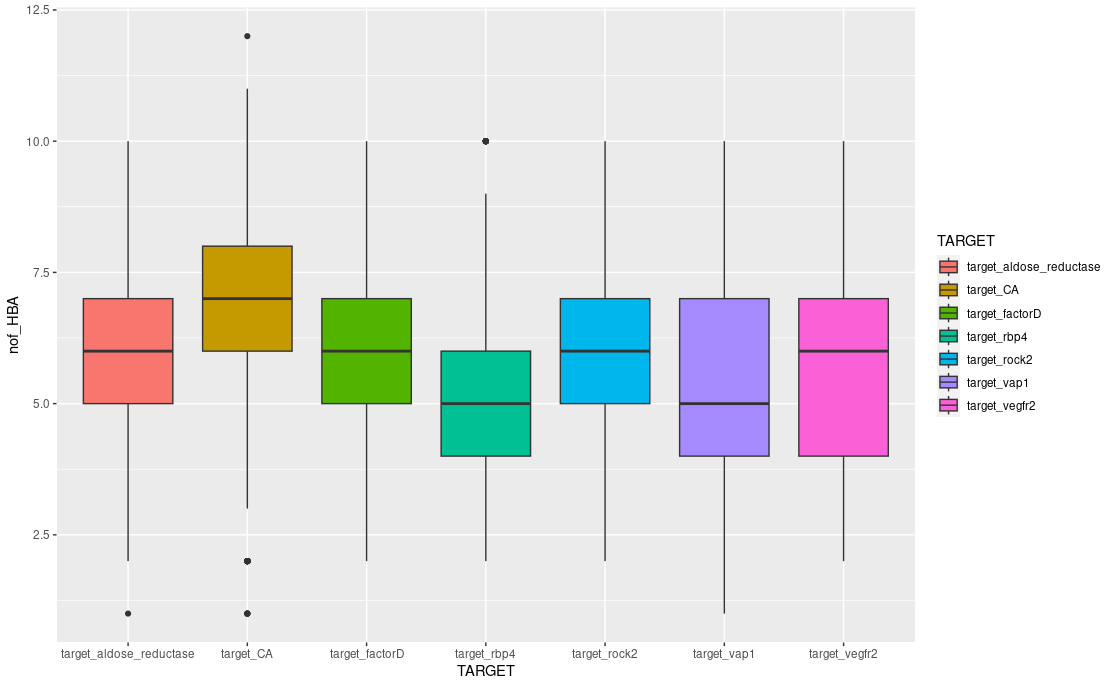 nof_HBA
12.5
10.0
7.5
5.0
2.5
target_aldose_reductase
target_CA
target_factorD
target_rbp4
target_rock2
target_vap1
target_vegfr2
TARGET
TARGET
target_aldose_reductase
target_CA
target_factorD
target_rbp4
target_rock2
target_vap1
target_vegfr2